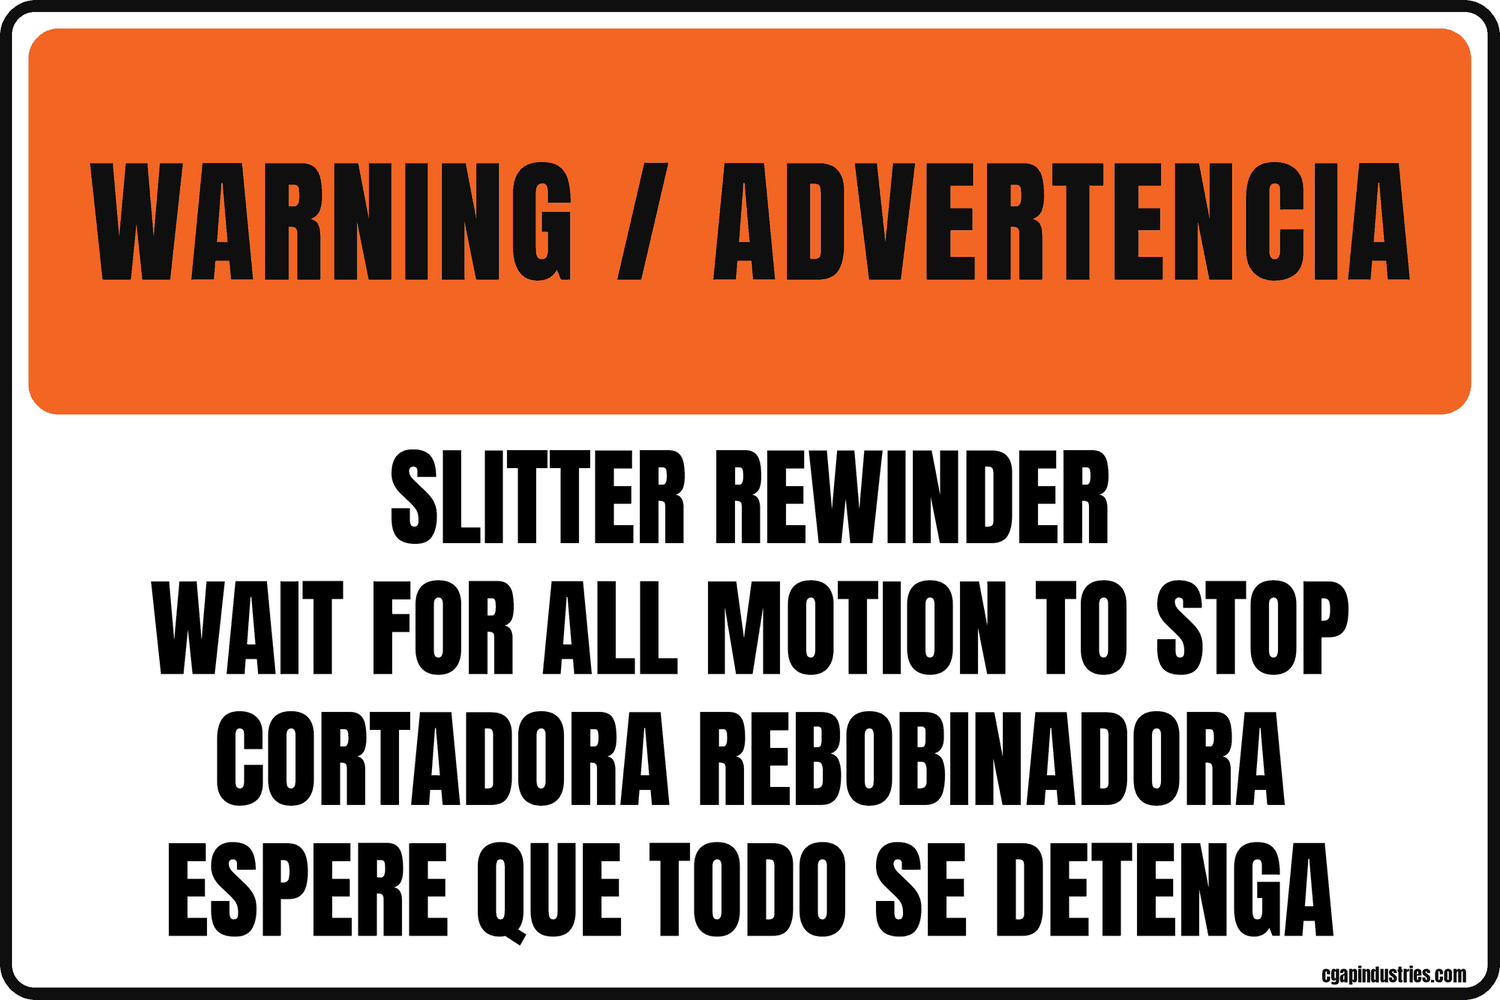 WARNING / ADVERTENCIA
SLITTER REWINDER
WAIT FOR ALL MOTION TO STOP
CORTADORA REBOBINADORA
ESPERE QUE TODO SE DETENGA
cgapindustries.com